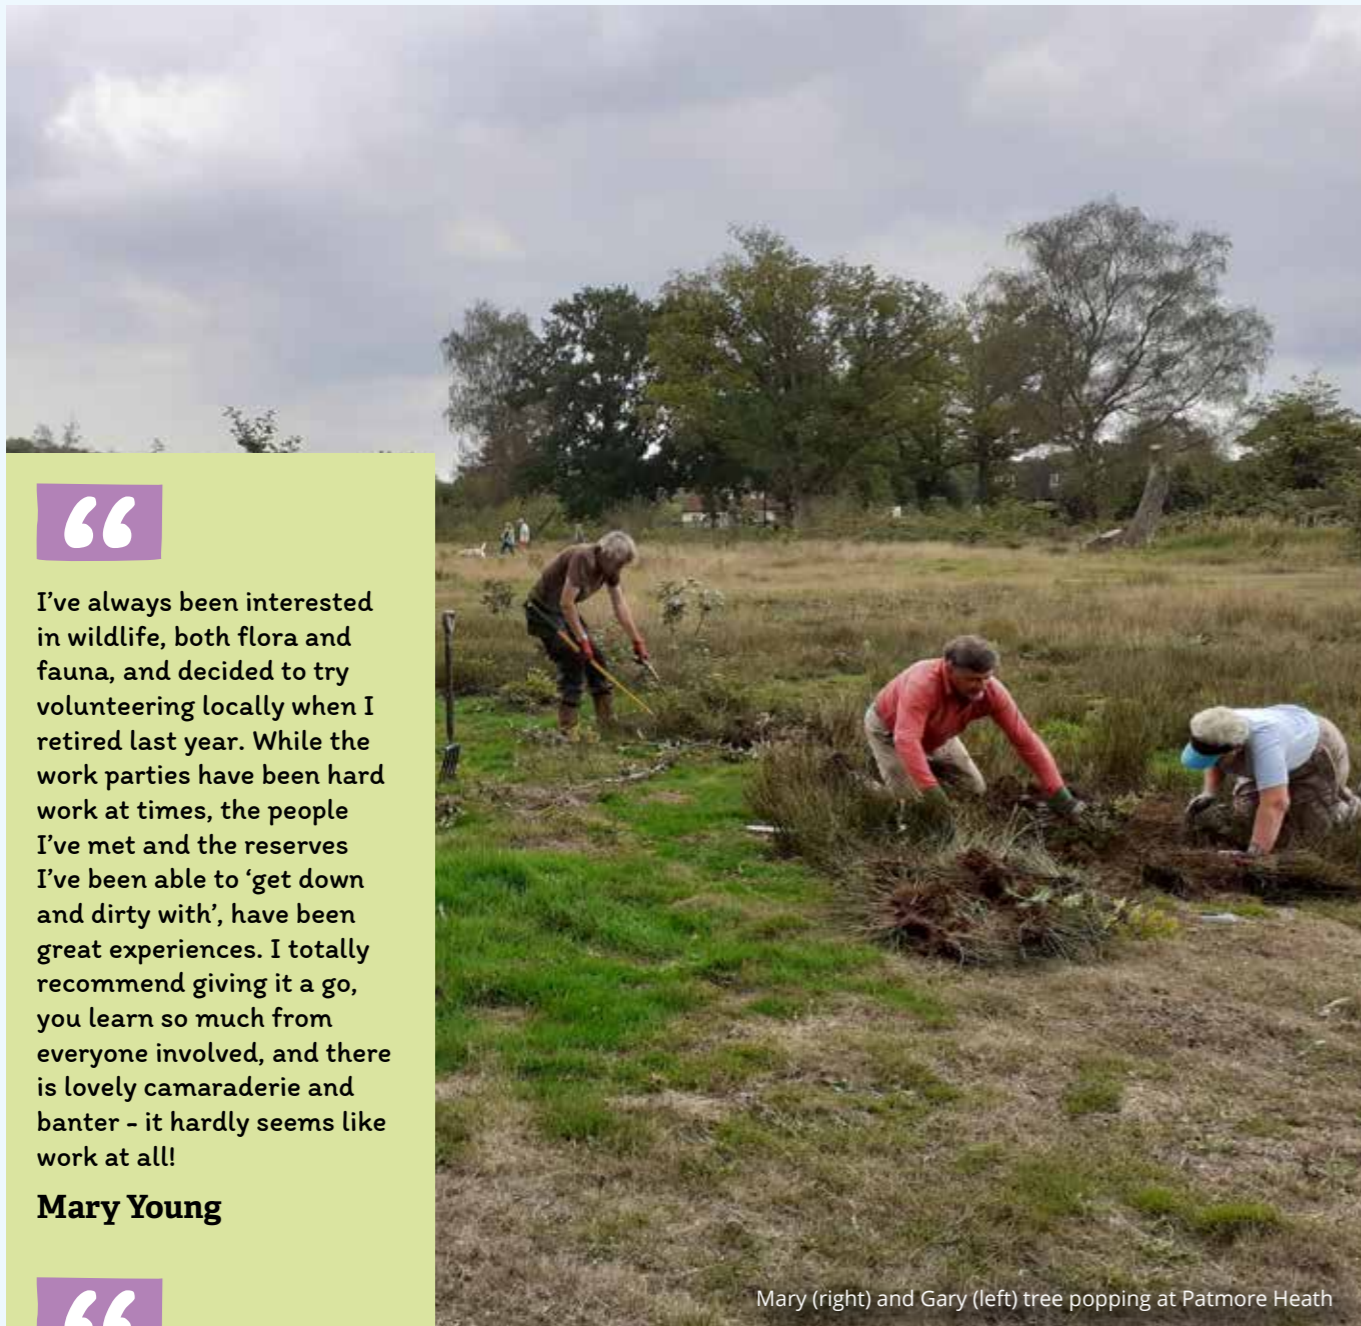 “
I’ve always been interested
in wildlife, both flora and
fauna, and decided to try
volunteering locally when I
retired last year. While the
work parties have been hard
work at times, the people
I’ve met and the reserves
I’ve been able to ‘get down
and dirty with’, have been
great experiences. I totally
recommend giving it a go,
you learn so much from
everyone involved, and there
is lovely camaraderie and
banter – it hardly seems like
work at all!
Mary Young
“
Mary (right) and Gary (left) tree popping at Patmore Heath